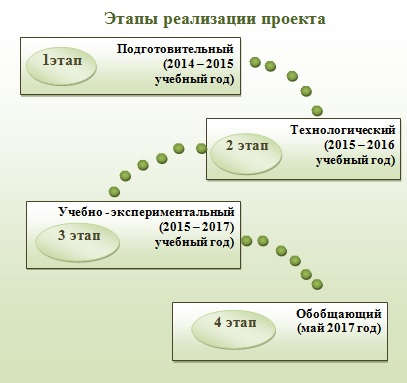 Этапы реализации проекта
1этап
Подготовительный
(2014 – 2015
учебный год)
2 этап
Технологический
(2015 – 2016
учебный год)
3 этап
Учебно - экспериментальный
(2015 – 2017)
учебный год)
4 этап
Обобщающий
(май 2017 год)